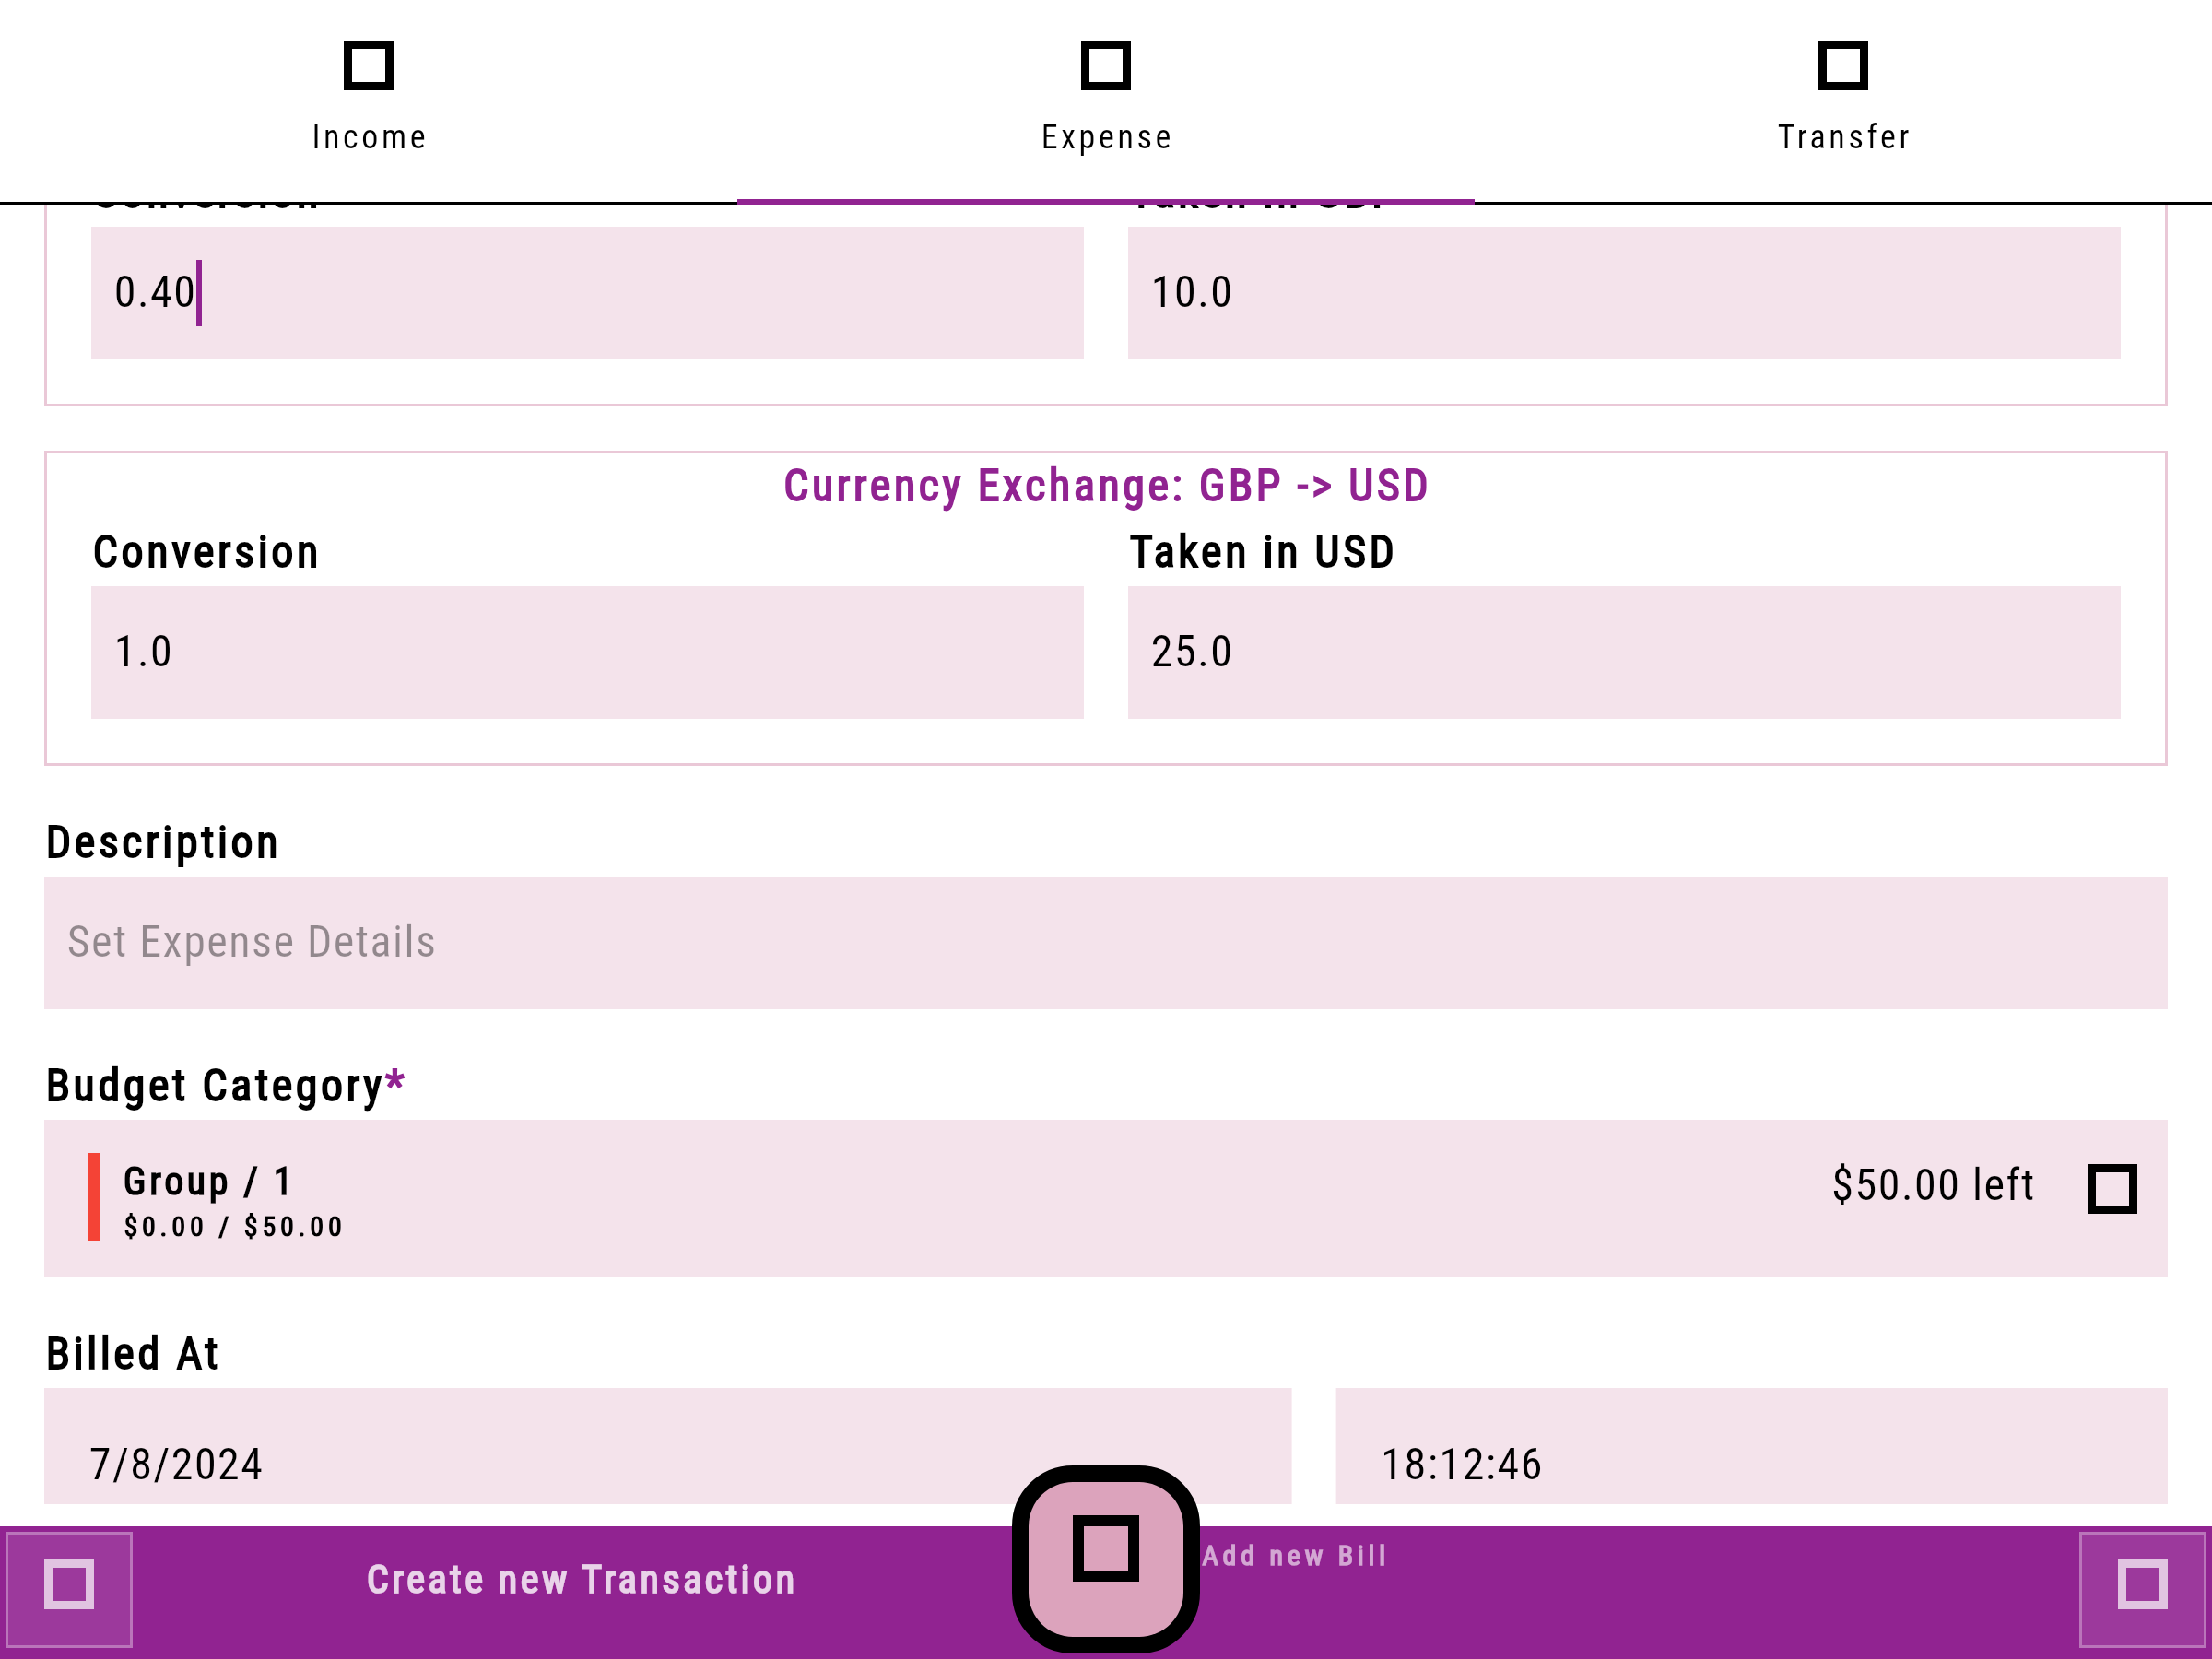 Income
Expense
Transfer
0.40
10.0
Currency Exchange: GBP -> USD
Conversion
Taken in USD
1.0
25.0
Description
Set Expense Details
Budget Category*
Group / 1
$0.00 / $50.00
$50.00 left
Billed At
7/8/2024
18:12:46
Create new Transaction
Add new Bill